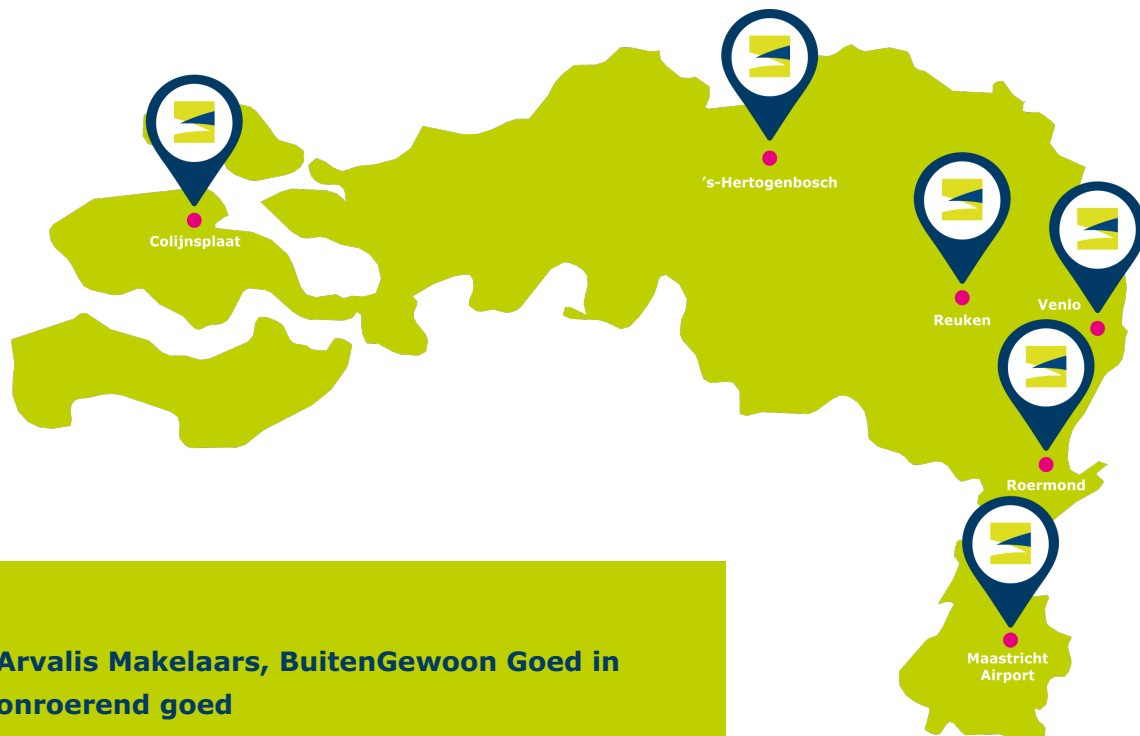 's-Hertogenbosch
Colijnsplaat
Venlo
Reuken
Roermond
Maastricht
Airport
Arvalis Makelaars, BuitenGewoon Goed in
onroerend goed